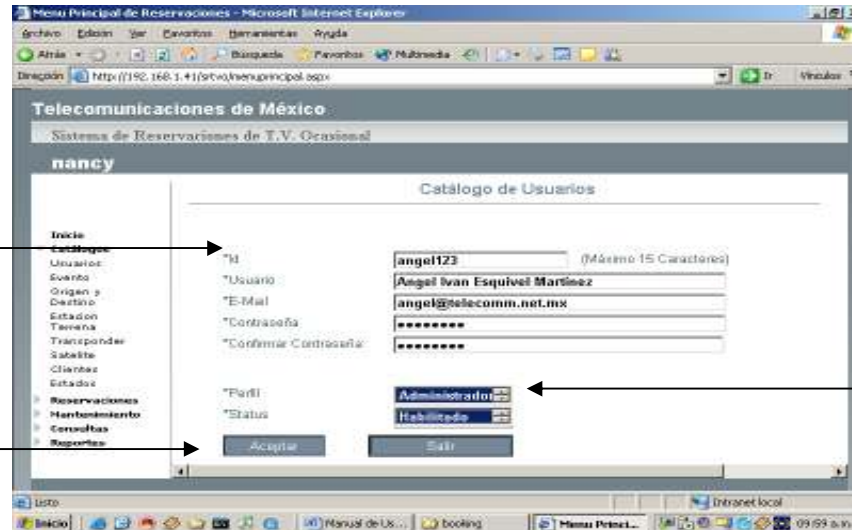 Menu Principal de Reservaciones - Microsoft Internet Explorer
Archivo Edición Ver Favoritos Herramientas Ayuda
Atrás Búsqueda Favoritos Multimedia
Dirección http://192.168.1.41/srtvo/menuprincipal.aspx Ir Vínculos
Telecomunicaciones de México
Sistema de Reservaciones de T.V. Ocasional
nancy
Catálogo de Usuarios
Inicio
Catálogos
Usuarios
Evento
Origen y
Destino
Estacion
Terrena
Transponder
Satelite
Clientes
Estados
Reservaciones
Mantenimiento
Consultas
Reportes
*Id angel123 (Máximo 15 Caracteres)
*Usuario Angel Ivan Esquivel Martinez
*E-Mail angel@telecomm.net.mx
*Contraseña ••••••••
*Confirmar Contraseña: ••••••••
*Perfil Administrador
*Status Habilitado
Aceptar Salir
Listo Intranet local
Inicio Manual de Us... booking Menu Princi... 09:59 a.m.